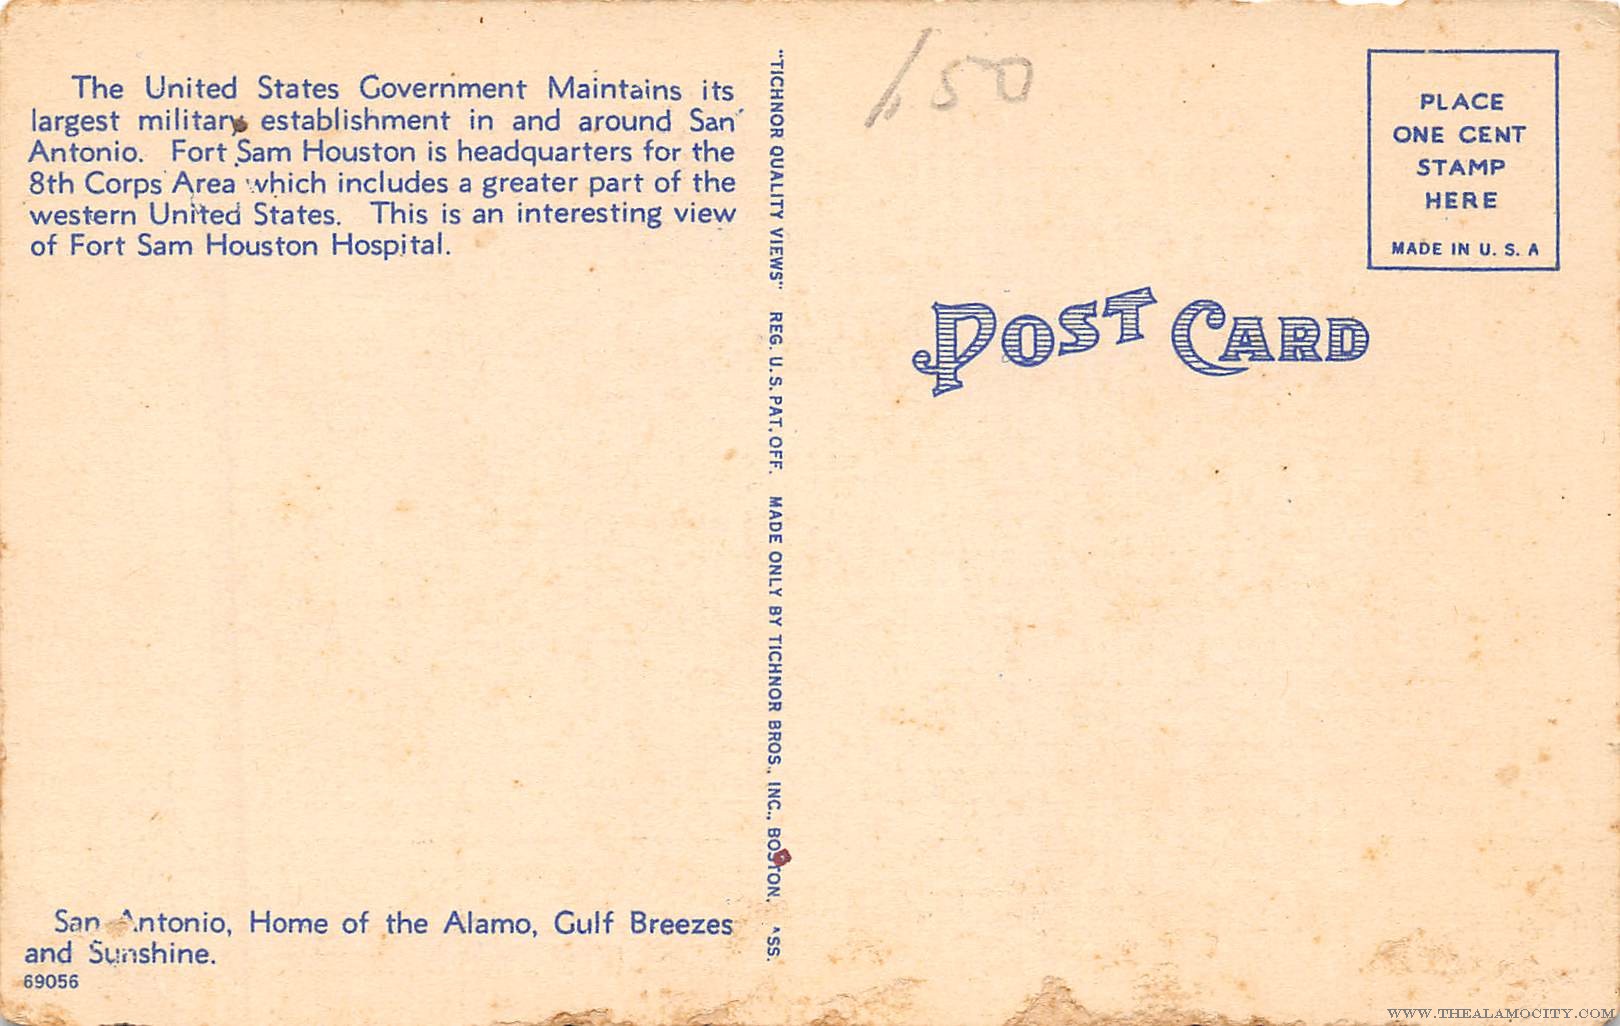 The United States Government Maintains its
largest military establishment in and around San
Antonio. Fort Sam Houston is headquarters for the
8th Corps Area which includes a greater part of the
western United States. This is an interesting view
of Fort Sam Houston Hospital.
San Antonio, Home of the Alamo, Gulf Breezes
and Sunshine.
69056
"TICHNOR QUALITY VIEWS" REG. U. S. PAT. OFF. MADE ONLY BY TICHNOR BROS., INC., BOSTON, ASS.
1.50
POST CARD
PLACE
ONE CENT
STAMP
HERE
MADE IN U. S. A
WWW.THEALAMOCITY.COM